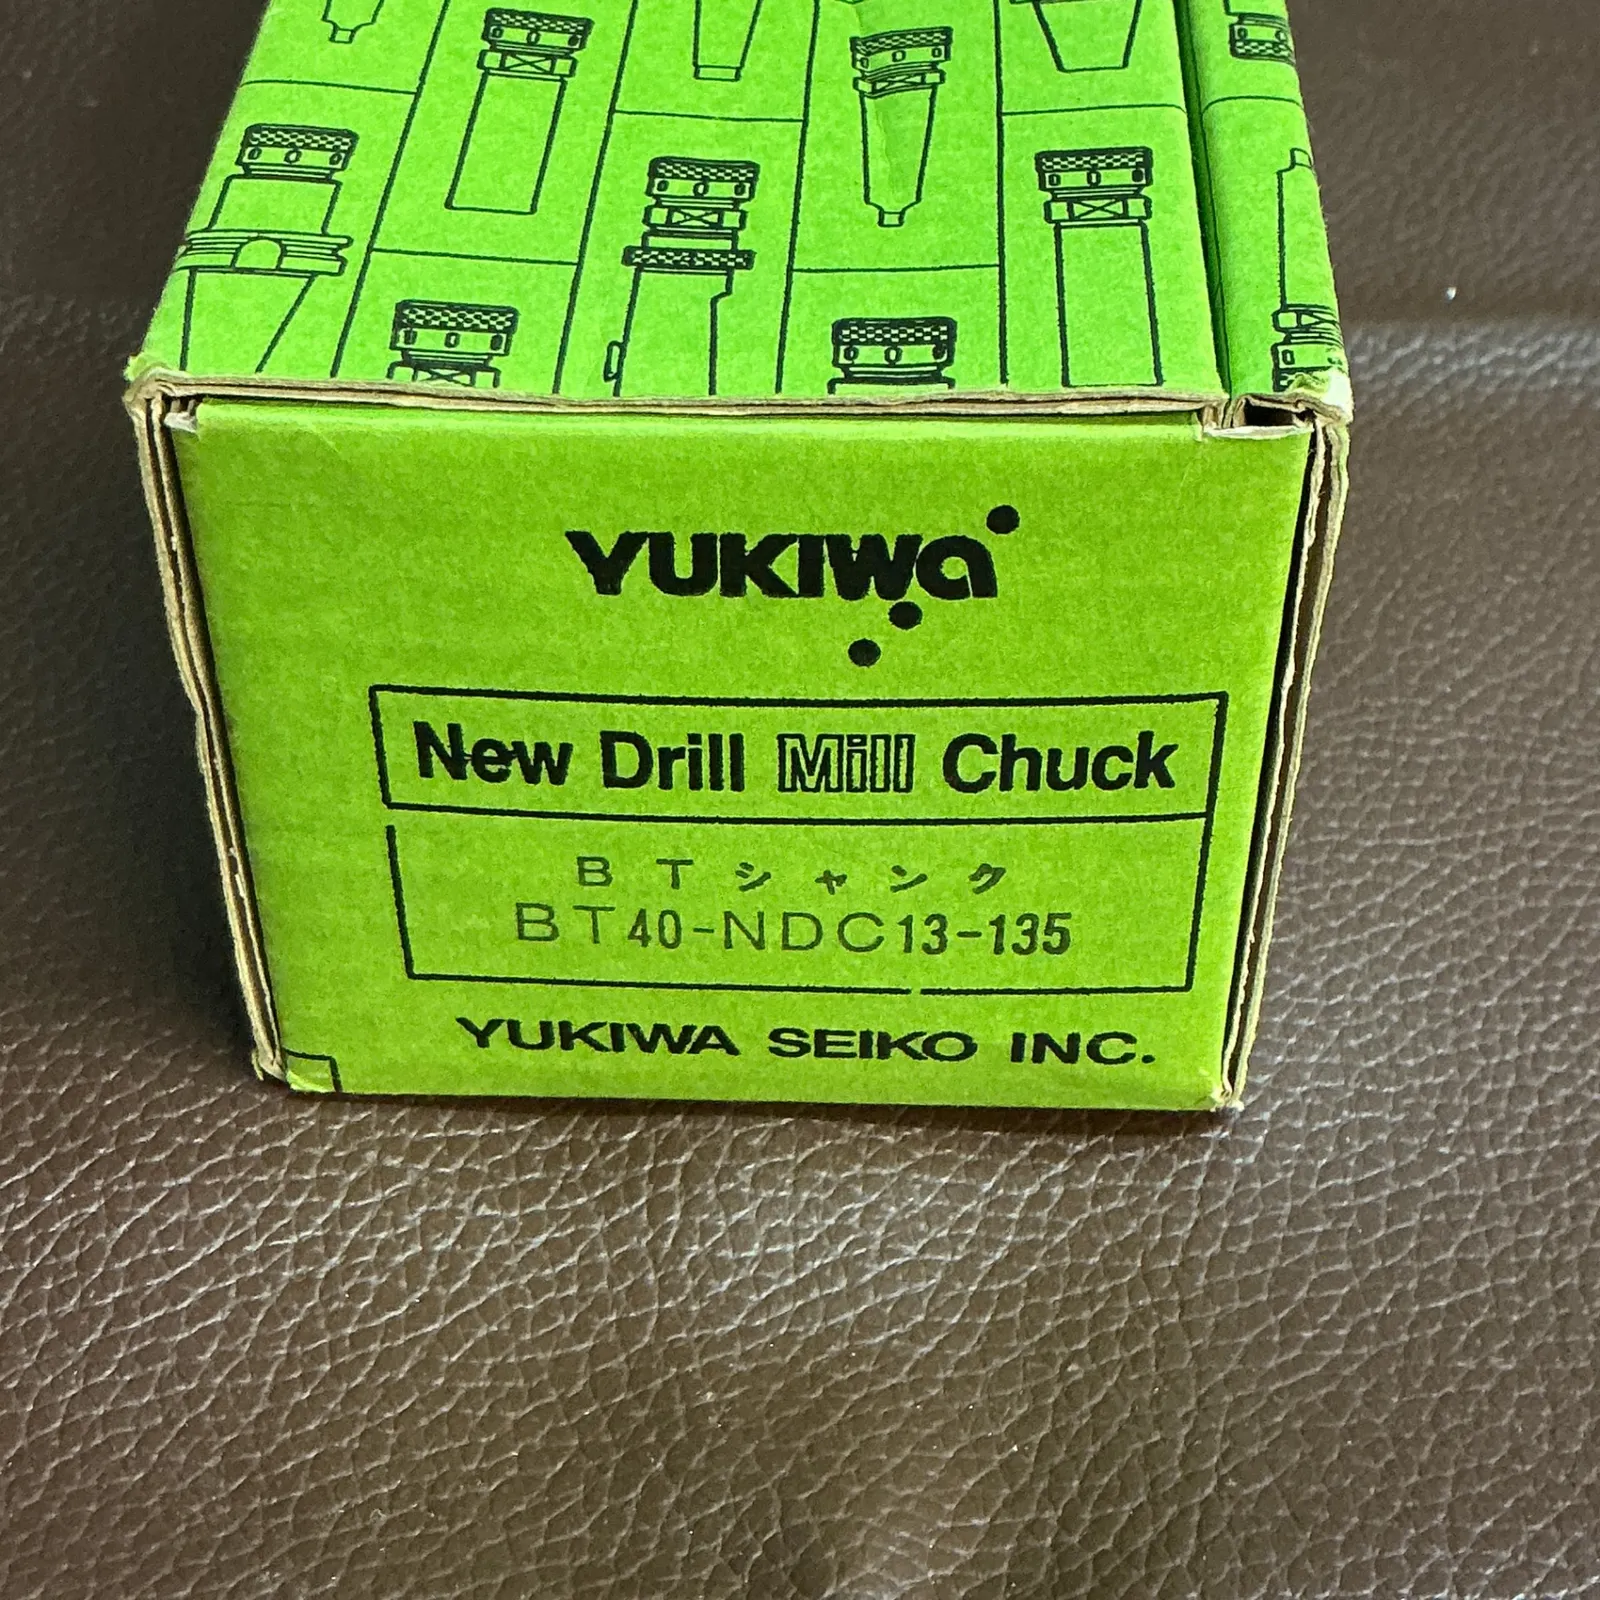 YUKIWA
New Drill Mill Chuck
BTシャンク
BT40-NDC13-135
YUKIWA SEIKO INC.